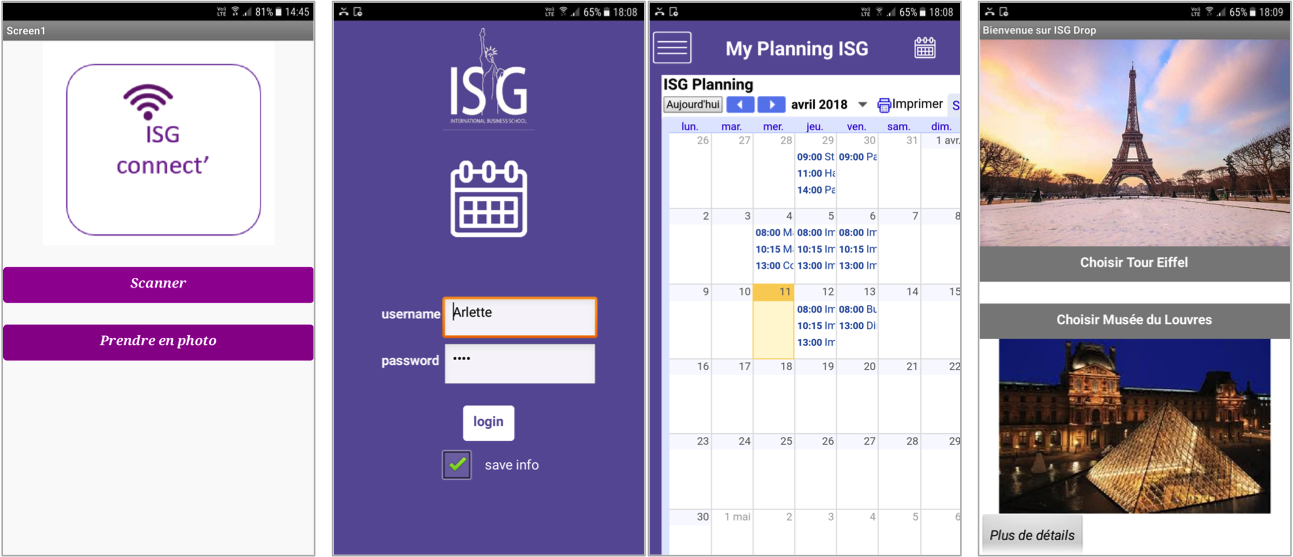 VoLTE 81% 14:45
Screen1
ISG
connect’
Scanner
Prendre en photo
VoLTE 65% 18:08
ISG
INTERNATIONAL BUSINESS SCHOOL
username Arlette
password ••••
login
save info
VoLTE 65% 18:08
My Planning ISG
ISG Planning
Aujourd'hui avril 2018 Imprimer S
lun. mar. mer. jeu. ven. sam. dim.
26 27 28 29 30 31 1 avr.
09:00 St 09:00 Pa
11:00 Ha
14:00 Pa
2 3 4 5 6 7 8
08:00 M 08:00 Im 08:00 Im
10:15 M 10:15 Im 10:15 Im
13:00 Co 13:00 Im 13:00 Im
9 10 11 12 13 14 15
08:00 Im 08:00 Bu
10:15 Im 13:00 Di
13:00 Im
16 17 18 19 20 21 22
23 24 25 26 27 28 29
30 1 mai 2 3 4 5 6
VoLTE 65% 18:09
Bienvenue sur ISG Drop
Choisir Tour Eiffel
Choisir Musée du Louvres
Plus de détails